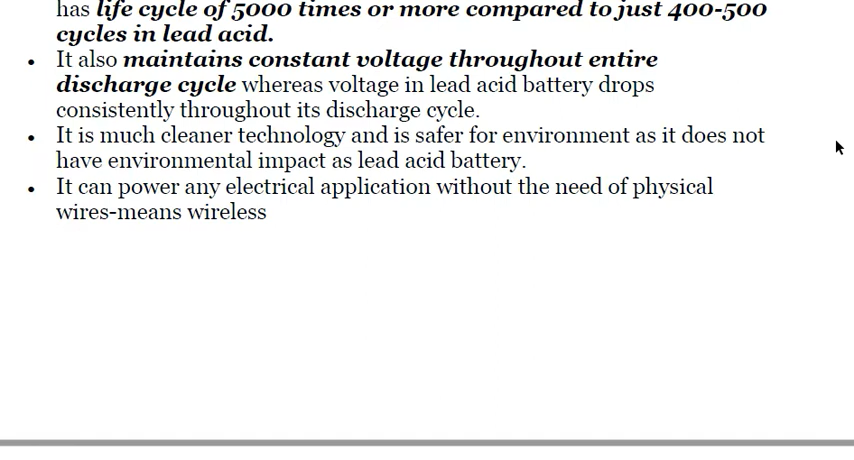 has life cycle of 5000 times or more compared to just 400-500
cycles in lead acid.
• It also maintains constant voltage throughout entire
discharge cycle whereas voltage in lead acid battery drops
consistently throughout its discharge cycle.
• It is much cleaner technology and is safer for environment as it does not
have environmental impact as lead acid battery.
• It can power any electrical application without the need of physical
wires-means wireless